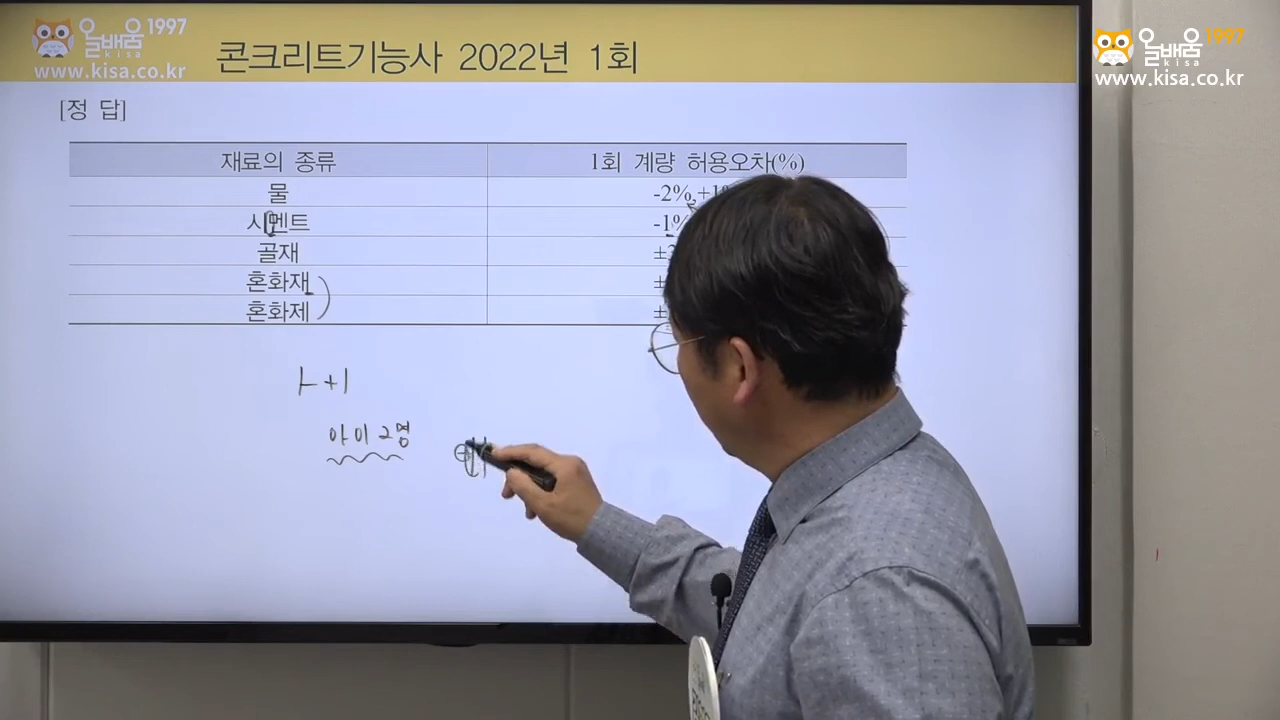 올배움 1997
kisa
www.kisa.co.kr
콘크리트기능사 2022년 1회
올배움 1997
kisa
www.kisa.co.kr
[정 답]
재료의 종류 1회 계량 허용오차(%)
물 -2%,+1%
시멘트 -1%
골재 ±
혼화재 ±
혼화제 ±
ㅏ+ㅣ
아이 2명